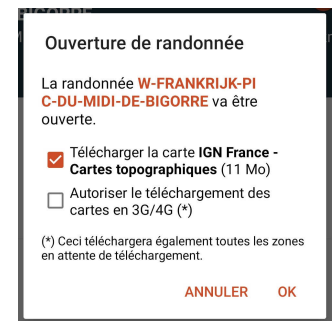 BIGORRE
Ouverture de randonnée
La randonnée W-FRANKRIJK-PI
C-DU-MIDI-DE-BIGORRE va être
ouverte.
Télécharger la carte IGN France -
Cartes topographiques (11 Mo)
Autoriser le téléchargement des
cartes en 3G/4G (*)
(*) Ceci téléchargera également toutes les zones
en attente de téléchargement.
ANNULER OK